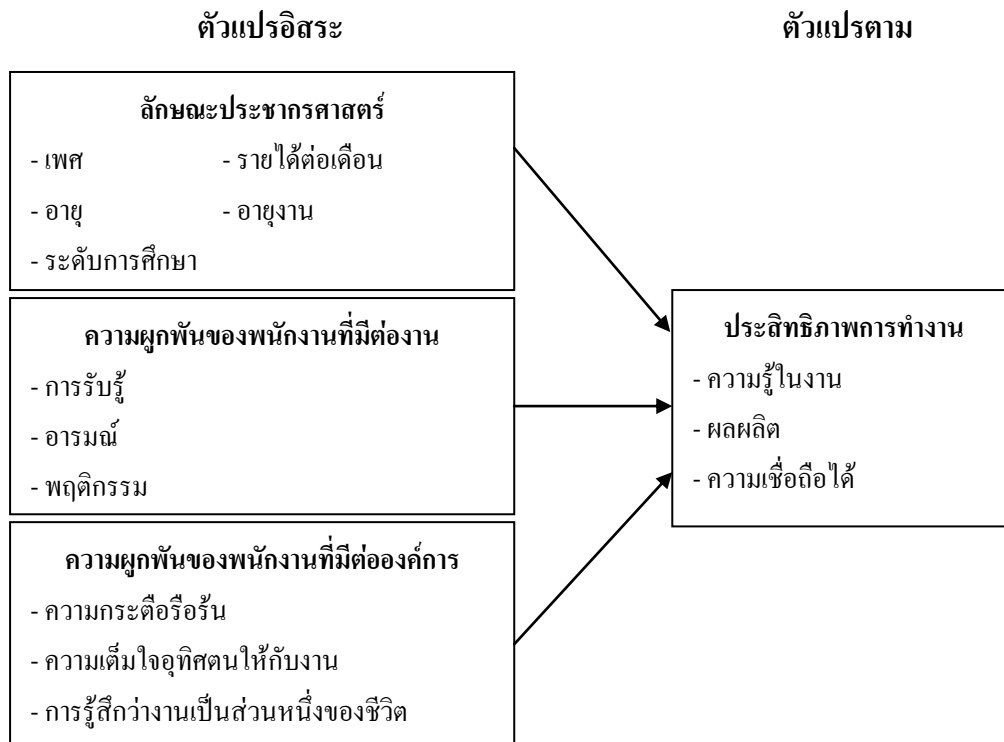 ตัวแปรอิสระ
ตัวแปรตาม
ลักษณะประชากรศาสตร์
- เพศ - รายได้ต่อเดือน
- อายุ - อายุงาน
- ระดับการศึกษา
ความผูกพันของพนักงานที่มีต่องาน
- การรับรู้
- อารมณ์
- พฤติกรรม
ความผูกพันของพนักงานที่มีต่อองค์การ
- ความกระตือรือร้น
- ความเต็มใจอุทิศตนให้กับงาน
- การรู้สึกว่างานเป็นส่วนหนึ่งของชีวิต
ประสิทธิภาพการทำงาน
- ความรู้ในงาน
- ผลผลิต
- ความเชื่อถือได้